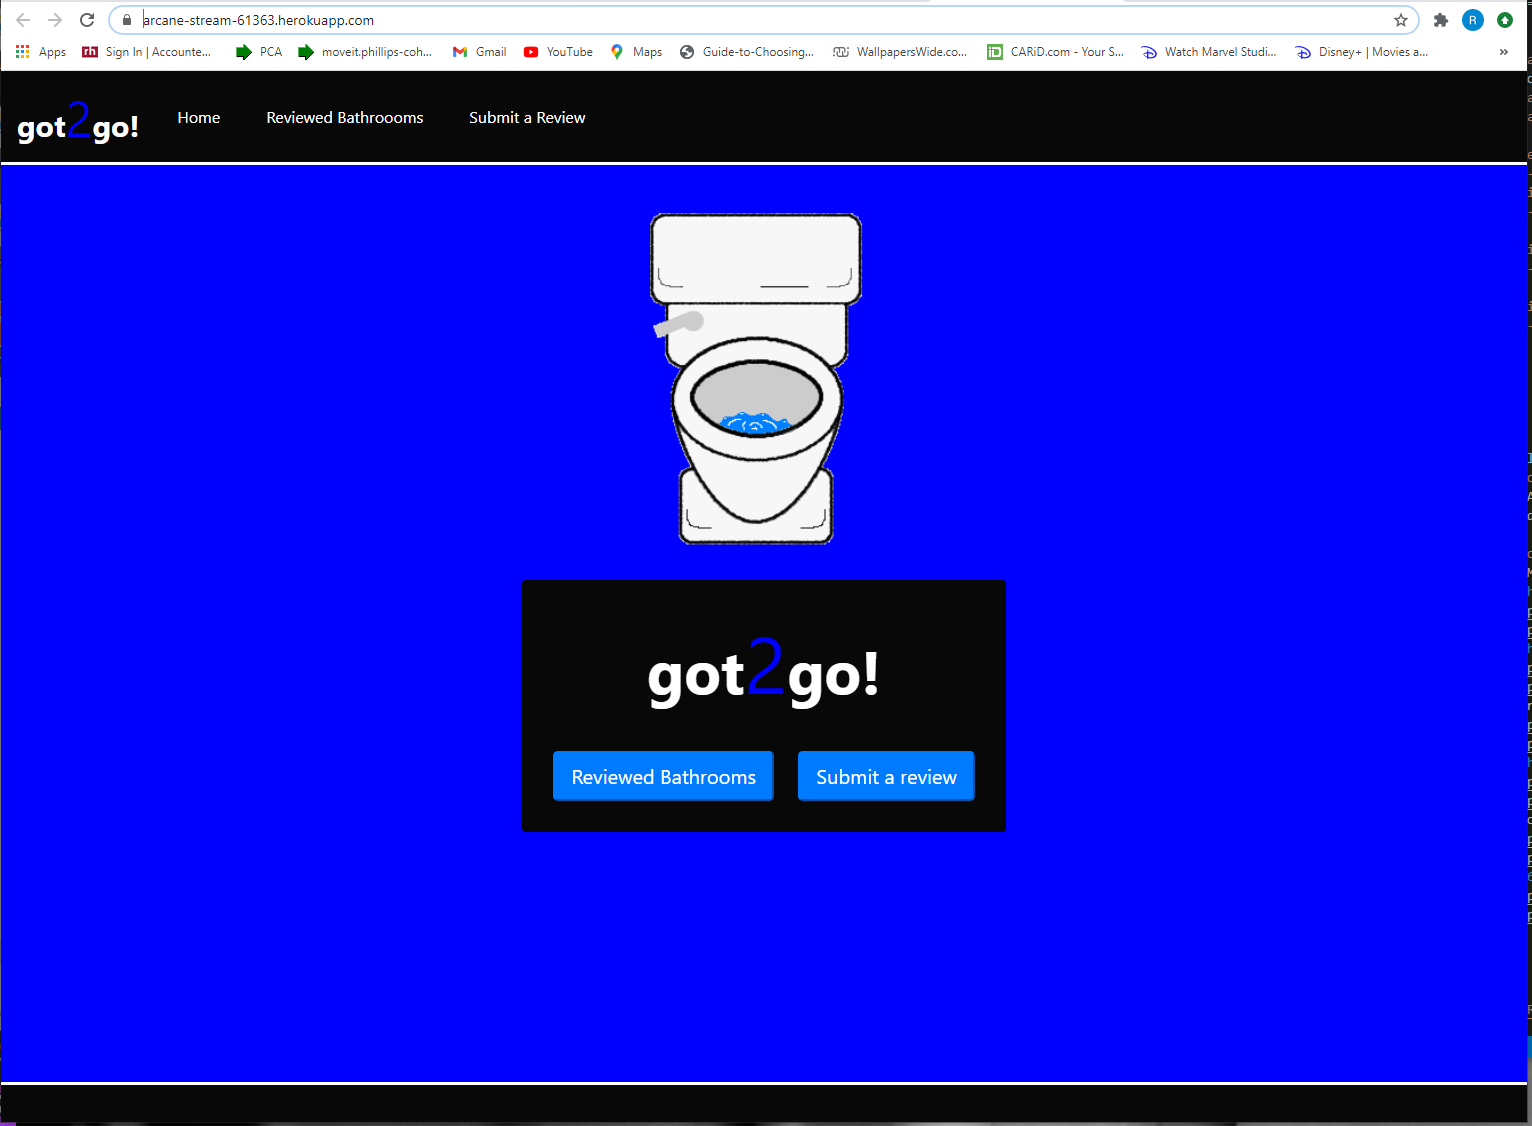 arcane-stream-61363.herokuapp.com
Apps rh Sign In | Accounte... PCA moveit.phillips-coh... Gmail YouTube Maps Guide-to-Choosing... WallpapersWide.co... iD CARiD.com - Your S... Watch Marvel Studi... Disney+ | Movies a... »
R
got2go! Home Reviewed Bathroooms Submit a Review
got2go!
Reviewed Bathrooms Submit a review